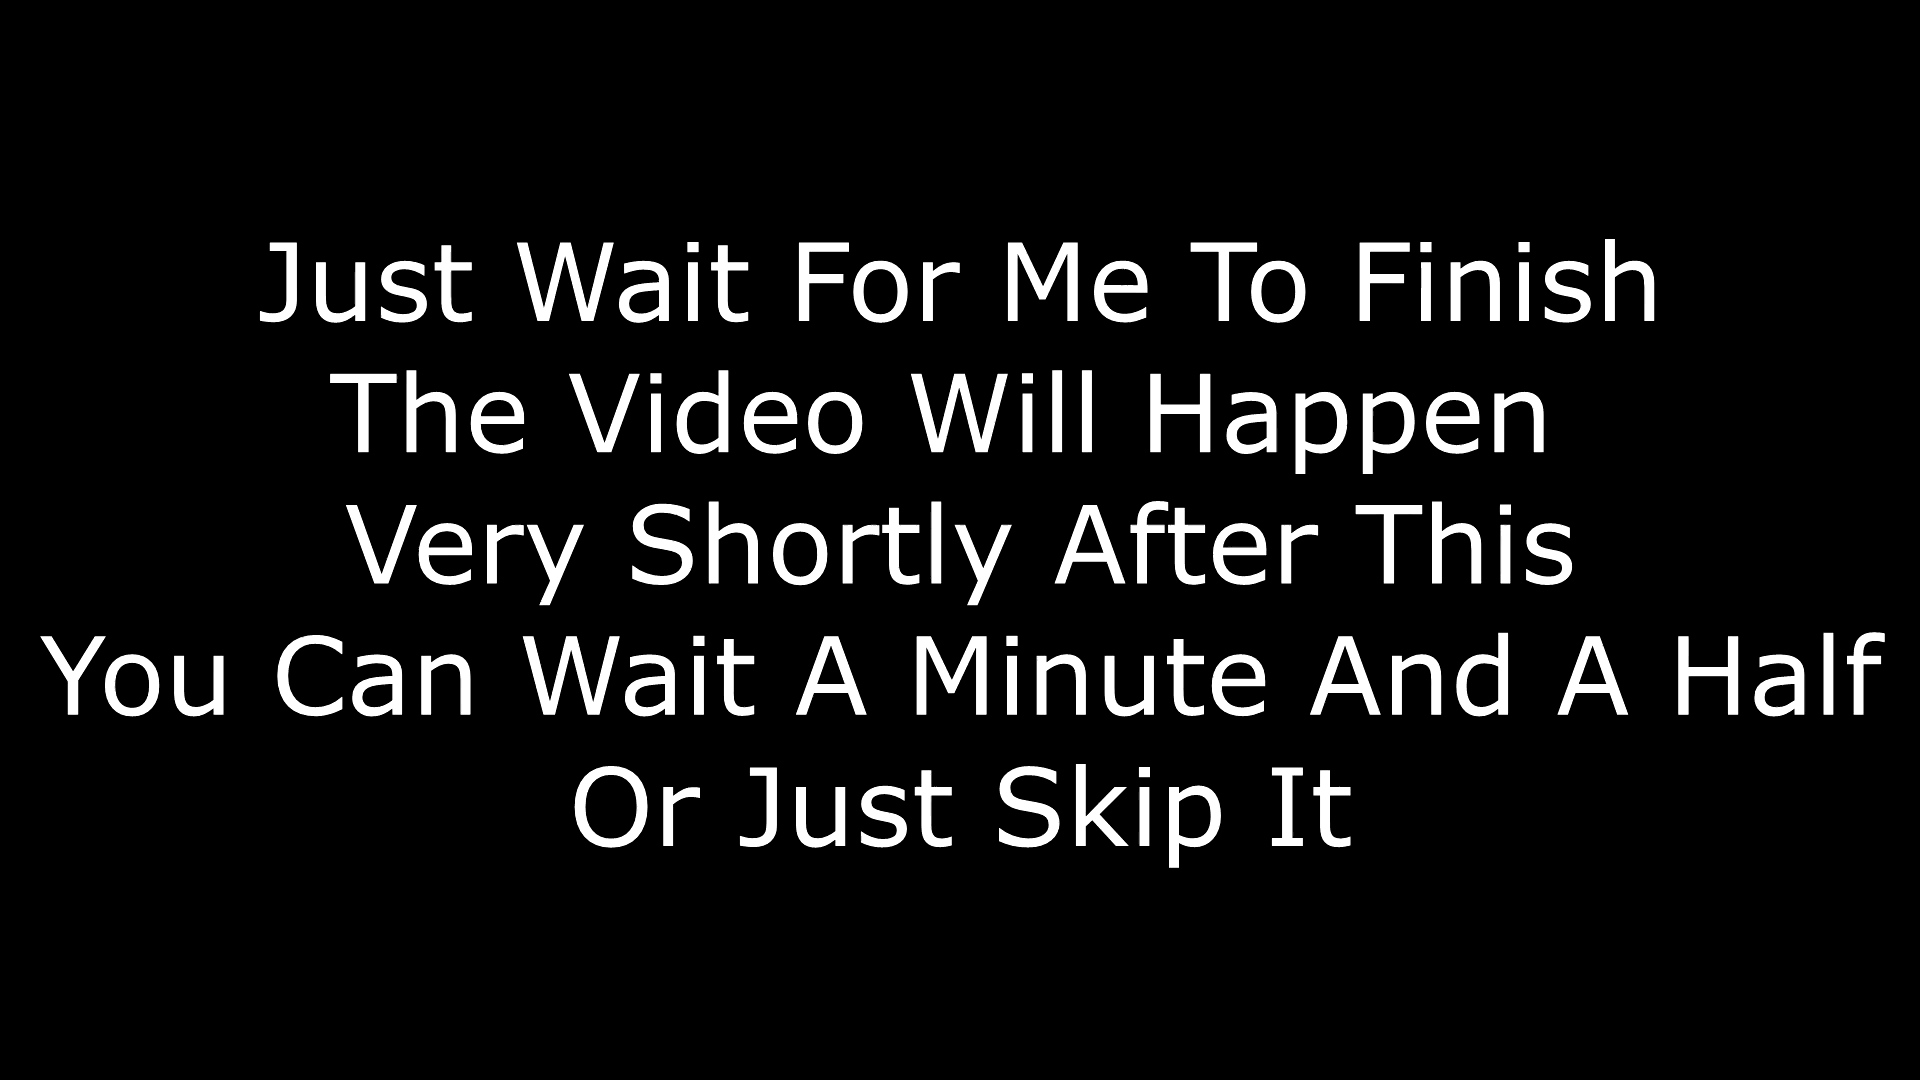 Just Wait For Me To Finish
The Video Will Happen
Very Shortly After This
You Can Wait A Minute And A Half
Or Just Skip It